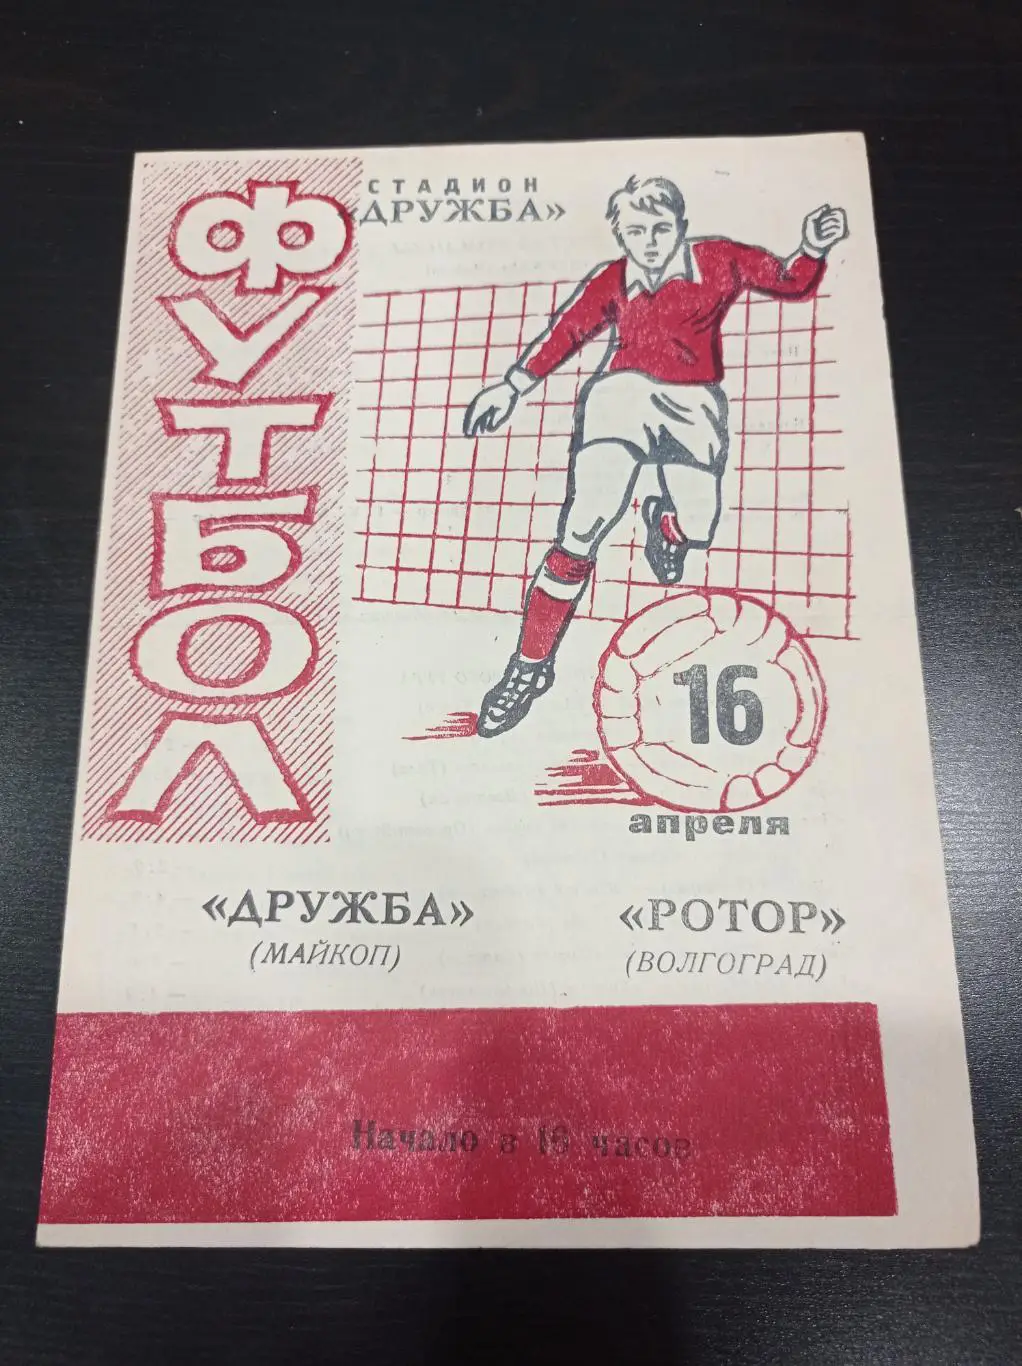 ФУТБОЛ
СТАДИОН
«ДРУЖБА»
16
апреля
«ДРУЖБА»
(МАЙКОП)
«РОТОР»
(ВОЛГОГРАД)
Начало в 16 часов